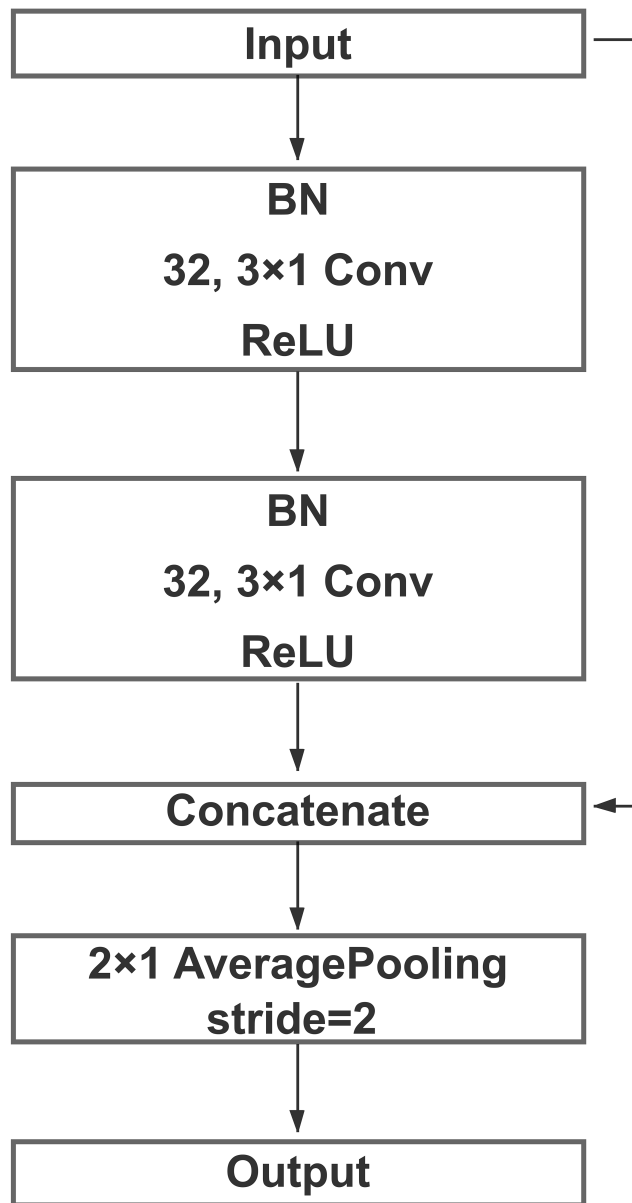 Input
BN
32, 3×1 Conv
ReLU
BN
32, 3×1 Conv
ReLU
Concatenate
2×1 AveragePooling
stride=2
Output